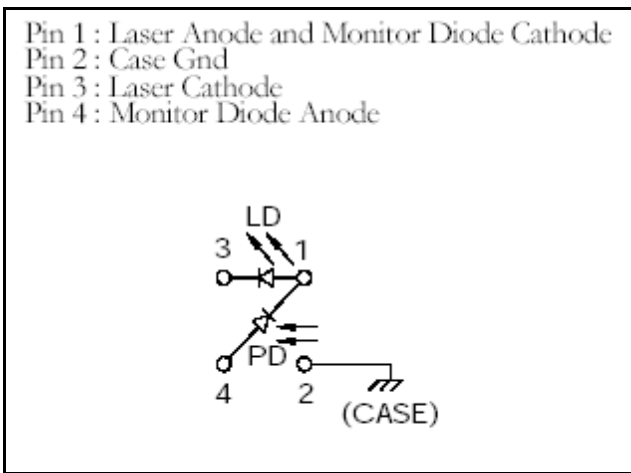 Pin 1 : Laser Anode and Monitor Diode Cathode
Pin 2 : Case Gnd
Pin 3 : Laser Cathode
Pin 4 : Monitor Diode Anode
LD
3 1
PD
4 2
(CASE)